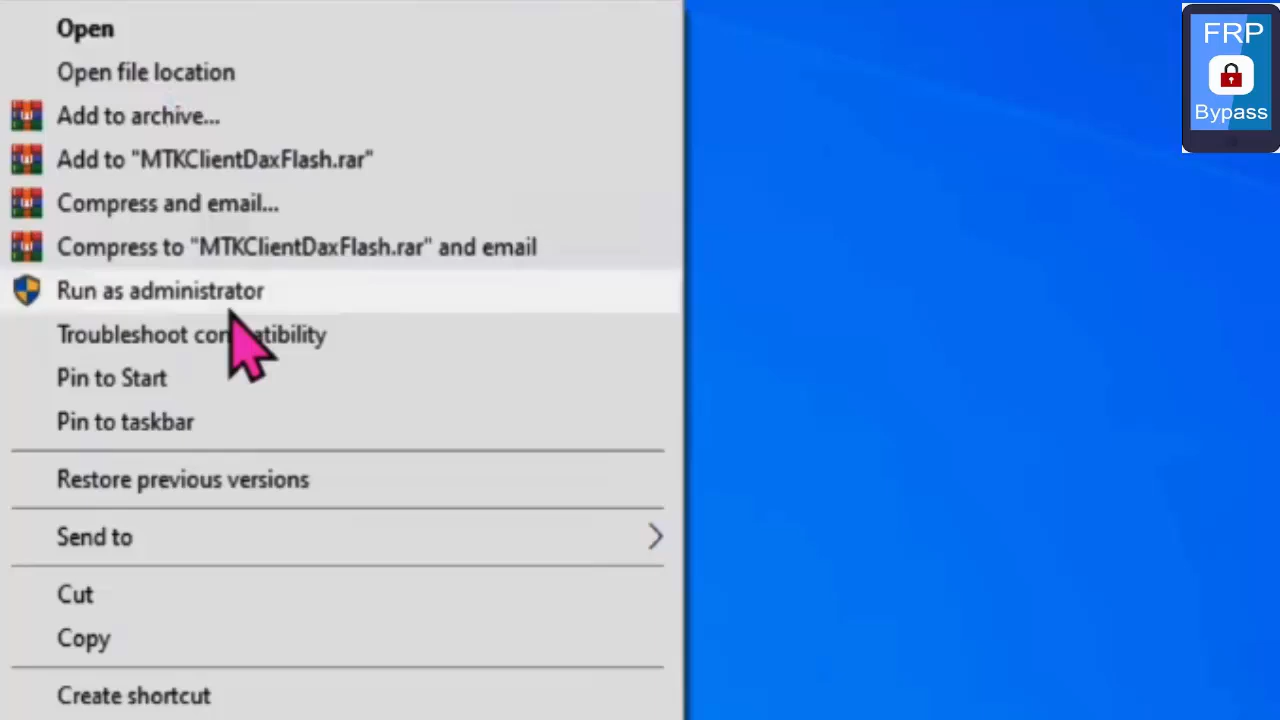 Open
Open file location
Add to archive...
Add to "MTKClientDaxFlash.rar"
Compress and email...
Compress to "MTKClientDaxFlash.rar" and email
Run as administrator
Troubleshoot compatibility
Pin to Start
Pin to taskbar
Restore previous versions
Send to
Cut
Copy
Create shortcut
FRP
Bypass